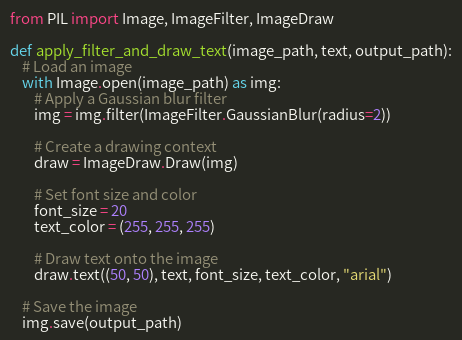 from PIL import Image, ImageFilter, ImageDraw

def apply_filter_and_draw_text(image_path, text, output_path):
    # Load an image
    with Image.open(image_path) as img:
        # Apply a Gaussian blur filter
        img = img.filter(ImageFilter.GaussianBlur(radius=2))

        # Create a drawing context
        draw = ImageDraw.Draw(img)

        # Set font size and color
        font_size = 20
        text_color = (255, 255, 255)

        # Draw text onto the image
        draw.text((50, 50), text, font_size, text_color, "arial")

    # Save the image
    img.save(output_path)